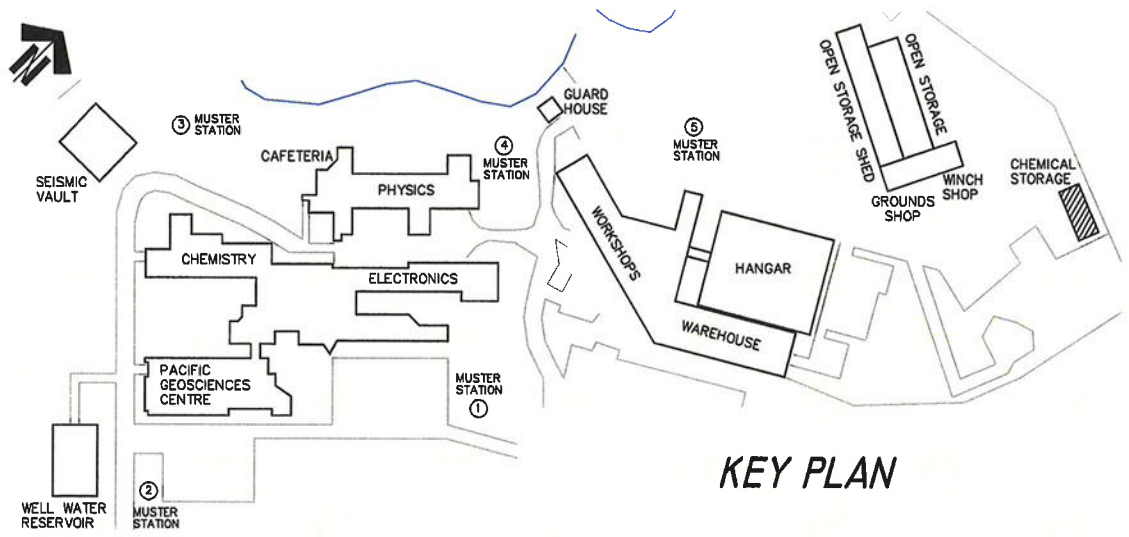 N
3 MUSTER
STATION
SEISMIC
VAULT
CAFETERIA
PHYSICS
4
MUSTER
STATION
GUARD
HOUSE
5
MUSTER
STATION
OPEN STORAGE SHED
OPEN STORAGE
WINCH
SHOP
GROUNDS
SHOP
CHEMICAL
STORAGE
CHEMISTRY
ELECTRONICS
WORKSHOPS
HANGAR
WAREHOUSE
PACIFIC
GEOSCIENCES
CENTRE
MUSTER
STATION
1
WELL WATER
RESERVOIR
2
MUSTER
STATION
KEY PLAN